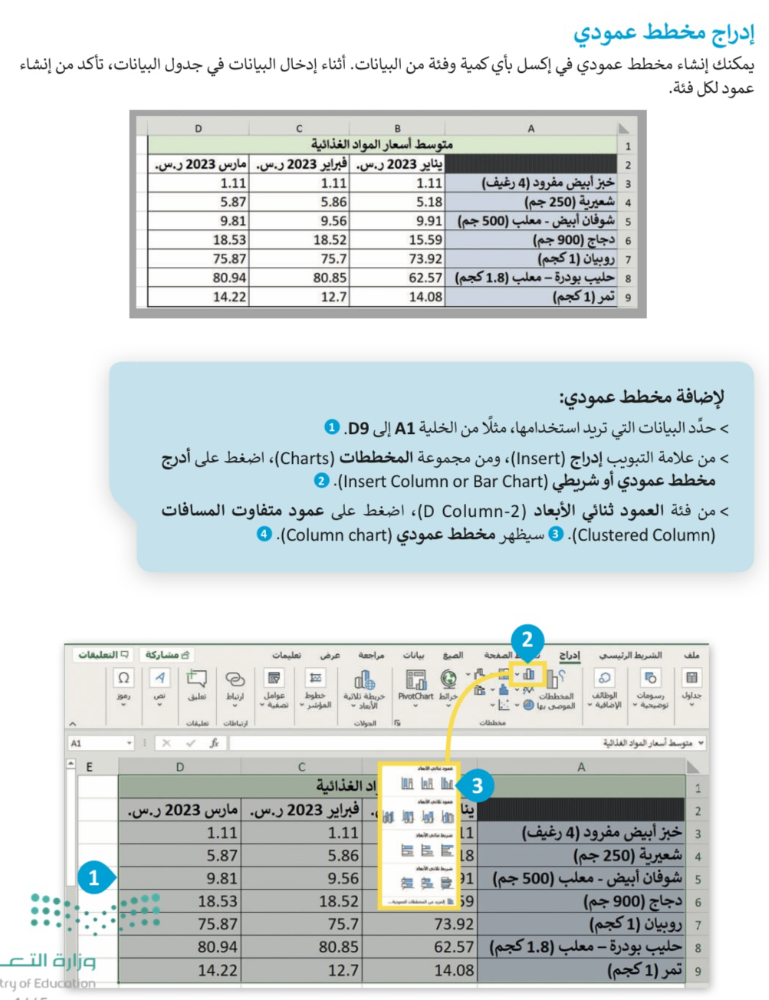 إدراج مخطط عمودي
يمكنك إنشاء مخطط عمودي في إكسل بأي كمية وفئة من البيانات. أثناء إدخال البيانات في جدول البيانات، تأكد من إنشاء
عمود لكل فئة.
A B C D
1 متوسط أسعار المواد الغذائية
2 يناير 2023 ر.س. فبراير 2023 ر.س. مارس 2023 ر.س.
3 خبز أبيض مفرود (4 رغيف) 1.11 1.11 1.11
4 شعيرية (250 جم) 5.18 5.86 5.87
5 شوفان أبيض - معلب (500 جم) 9.91 9.56 9.81
6 دجاج (900 جم) 15.59 18.52 18.53
7 روبيان (1 كجم) 73.92 75.7 75.87
8 حليب بودرة – معلب (1.8 كجم) 62.57 80.85 80.94
9 تمر (1 كجم) 14.08 12.7 14.22
لإضافة مخطط عمودي:
> حدِّد البيانات التي تريد استخدامها، مثلًا من الخلية A1 إلى D9. 1
> من علامة التبويب إدراج (Insert)، ومن مجموعة المخططات (Charts)، اضغط على أدرج
مخطط عمودي أو شريطي (Insert Column or Bar Chart). 2
> من فئة العمود ثنائي الأبعاد (D Column-2)، اضغط على عمود متفاوت المسافات
(Clustered Column). 3 سيظهر مخطط عمودي (Column chart). 4
2
ملف الشريط الرئيسي إدراج الصفحة الصيغ بيانات مراجعة عرض تعليمات مشاركة التعليقات
جداول رسومات توضيحية الوظائف الإضافية المخططات الموصى بها خرائط PivotChart خريطة ثلاثية الأبعاد خطوط المؤشر عوامل تصفية ارتباط تعليق نص رموز
مخططات الجولات ارتباطات تعليقات
متوسط أسعار المواد الغذائية fx A1
A C D E
عمود ثنائي الأبعاد
3
عمود ثلاثي الأبعاد
شريط ثنائي الأبعاد
شريط ثلاثي الأبعاد
المزيد من المخططات العمودية...
1 اد الغذائية
2 ينا . فبراير 2023 ر.س. مارس 2023 ر.س.
3 خبز أبيض مفرود (4 رغيف) 11 1.11 1.11
4 شعيرية (250 جم) 18 5.86 5.87
5 شوفان أبيض - معلب (500 جم) 91 9.56 9.81
1
6 دجاج (900 جم) 59 18.52 18.53
7 روبيان (1 كجم) 73.92 75.7 75.87
8 حليب بودرة – معلب (1.8 كجم) 62.57 80.85 80.94
9 تمر (1 كجم) 14.08 12.7 14.22
وزارة التعـ
try of Education